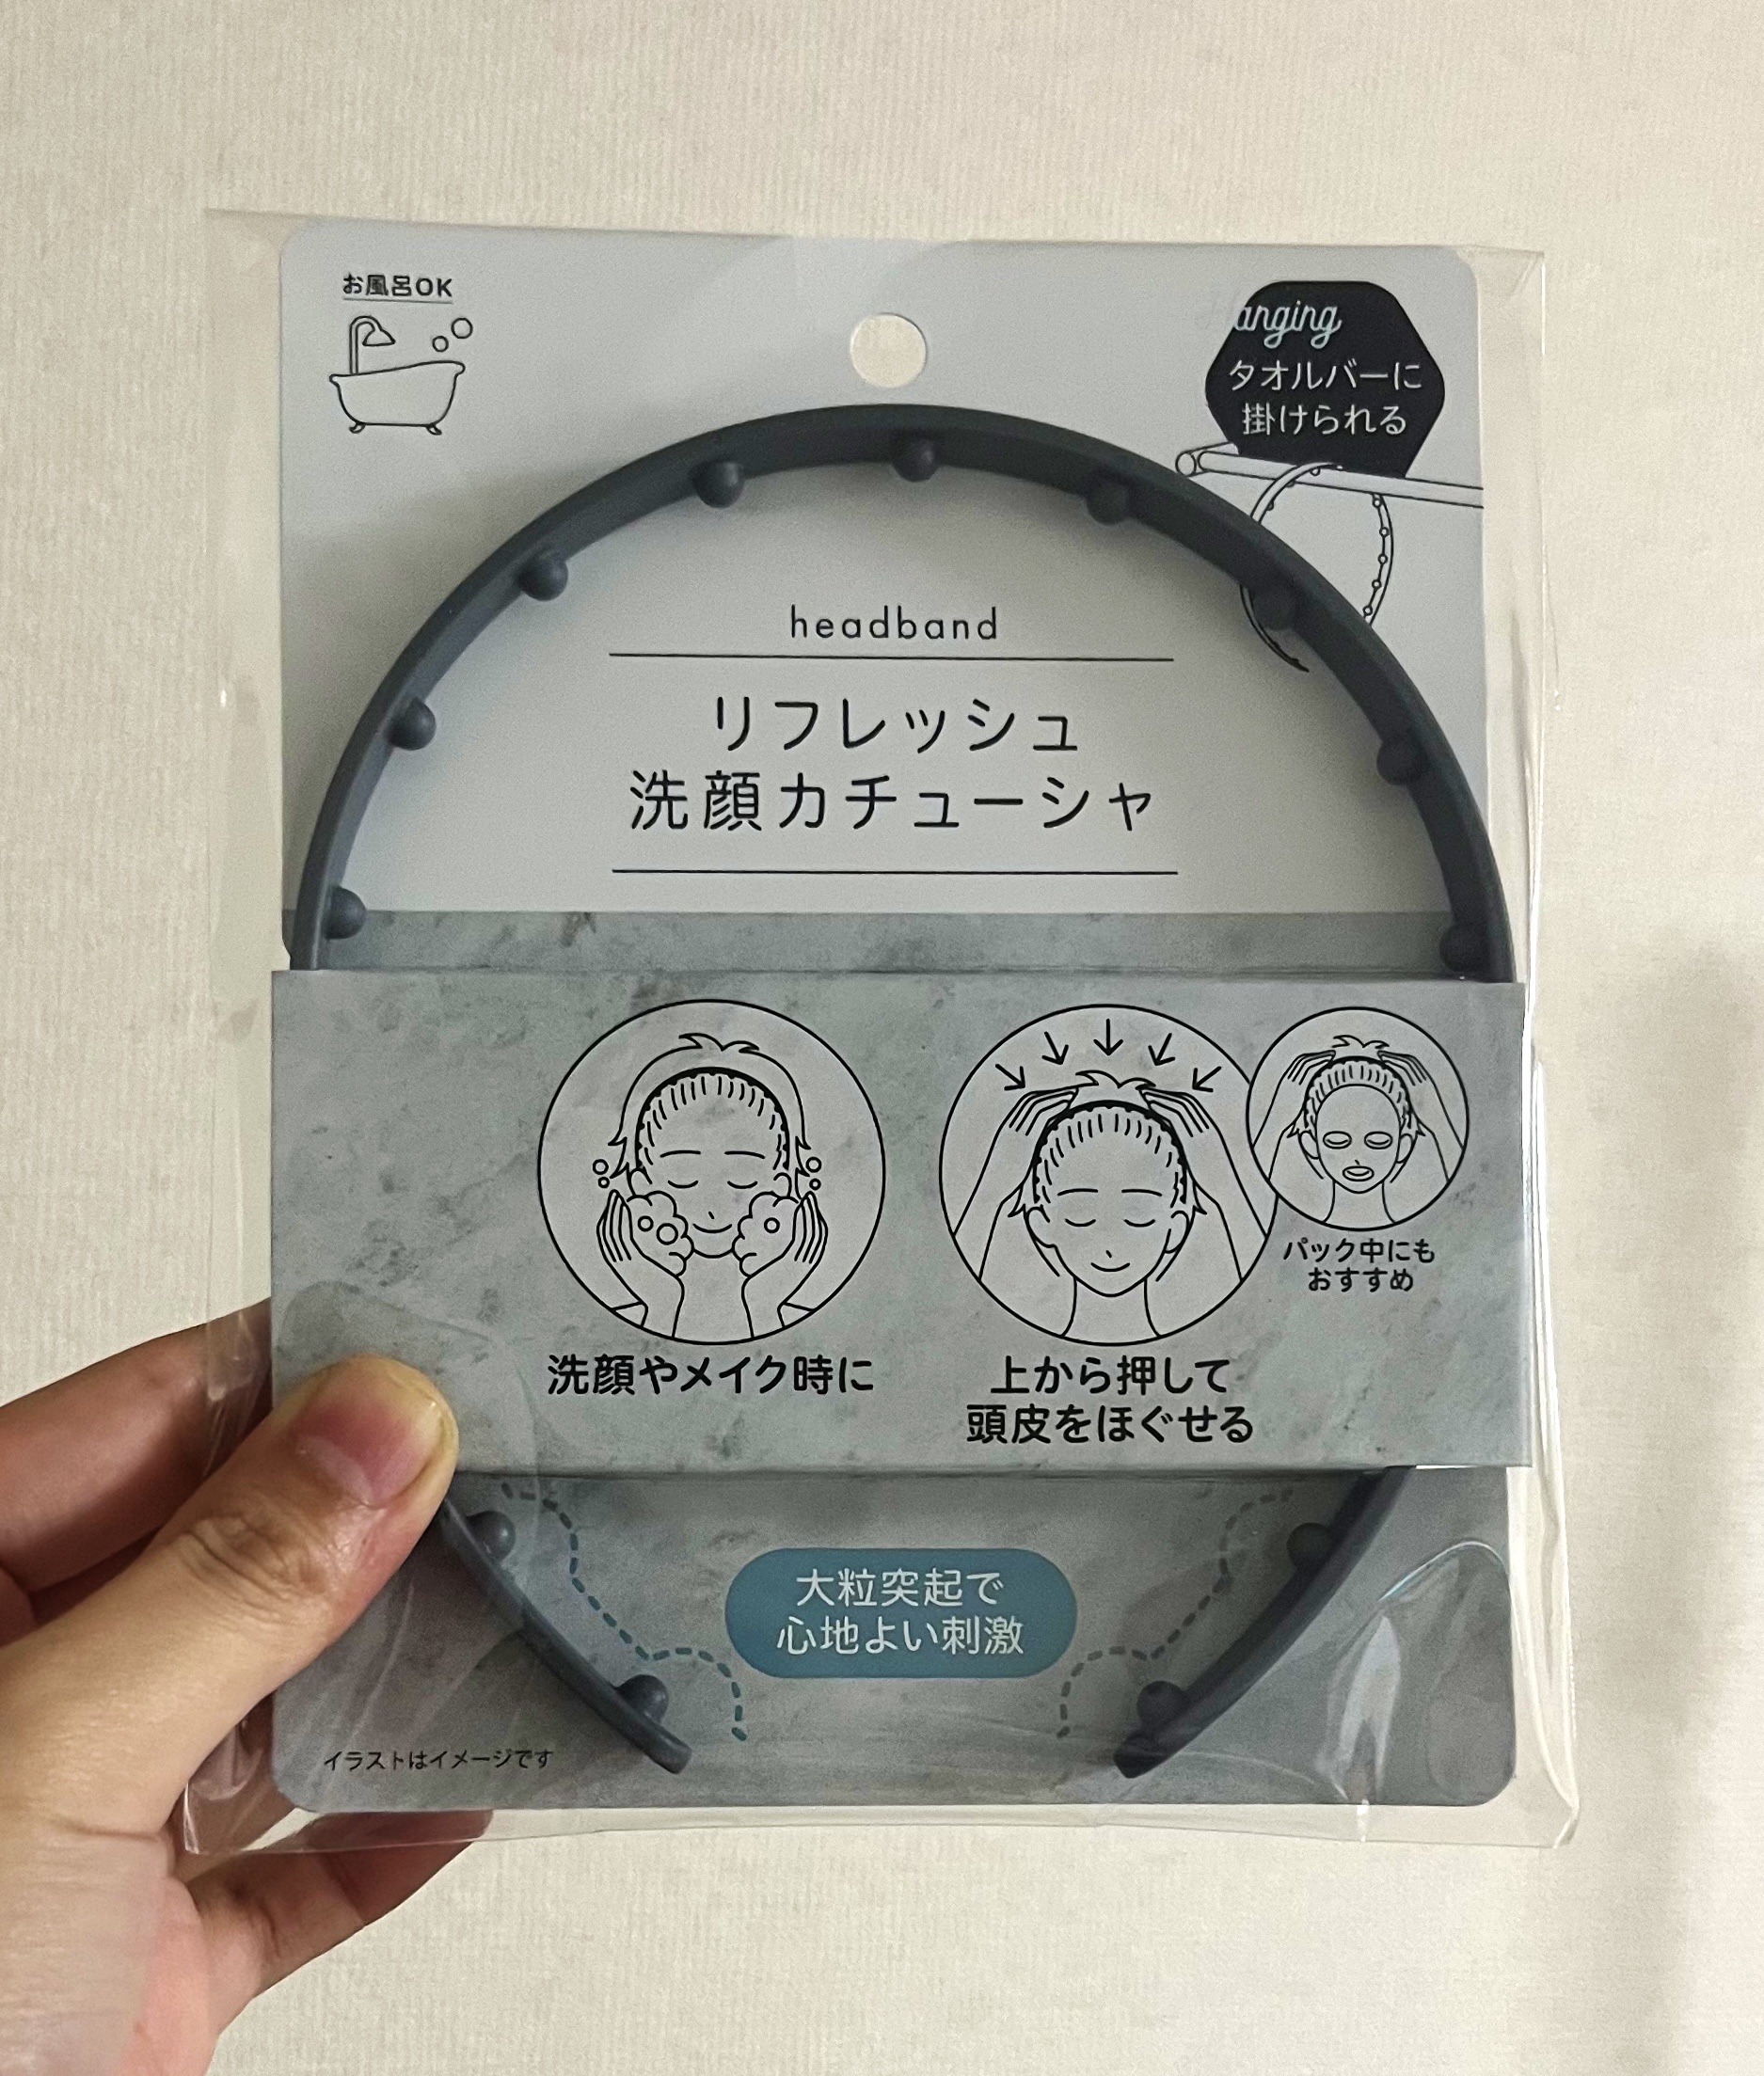 お風呂OK
Hanging
タオルバーに
掛けられる
headband
リフレッシュ
洗顔カチューシャ
洗顔やメイク時に
上から押して
頭皮をほぐせる
パック中にも
おすすめ
大粒突起で
心地よい刺激
イラストはイメージです